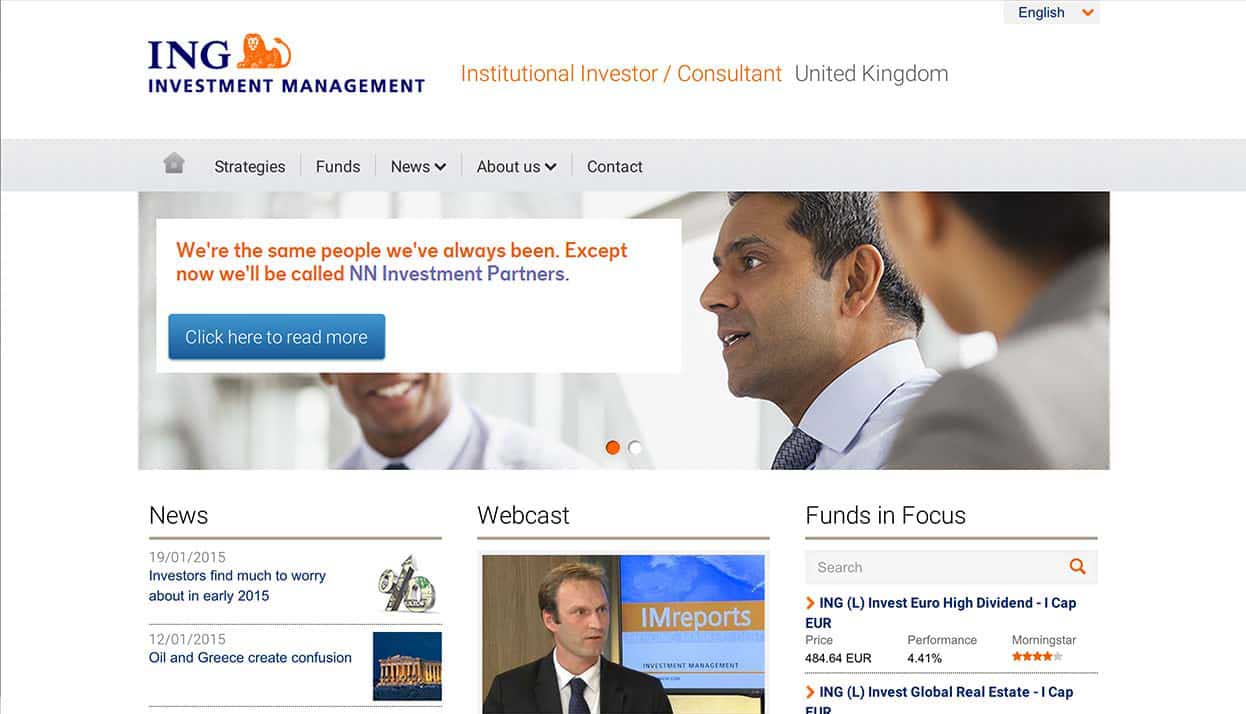 English
ING
INVESTMENT MANAGEMENT
Institutional Investor / Consultant United Kingdom
Strategies
Funds
News
About us
Contact
We're the same people we've always been. Except
now we'll be called NN Investment Partners.
Click here to read more
News
19/01/2015
Investors find much to worry
about in early 2015
12/01/2015
Oil and Greece create confusion
Webcast
IMreports
INVESTMENT MANAGEMENT
Funds in Focus
Search
ING (L) Invest Euro High Dividend - I Cap
EUR
Price Performance Morningstar
484.64 EUR 4.41%
ING (L) Invest Global Real Estate - I Cap
EUR